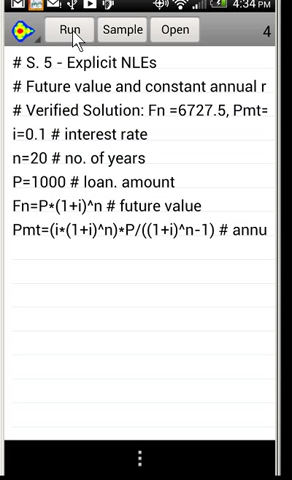 4:34 PM
Run Sample Open 4
# S. 5 - Explicit NLEs
# Future value and constant annual r
# Verified Solution: Fn =6727.5, Pmt=
i=0.1 # interest rate
n=20 # no. of years
P=1000 # loan. amount
Fn=P*(1+i)^n # future value
Pmt=(i*(1+i)^n)*P/((1+i)^n-1) # annu